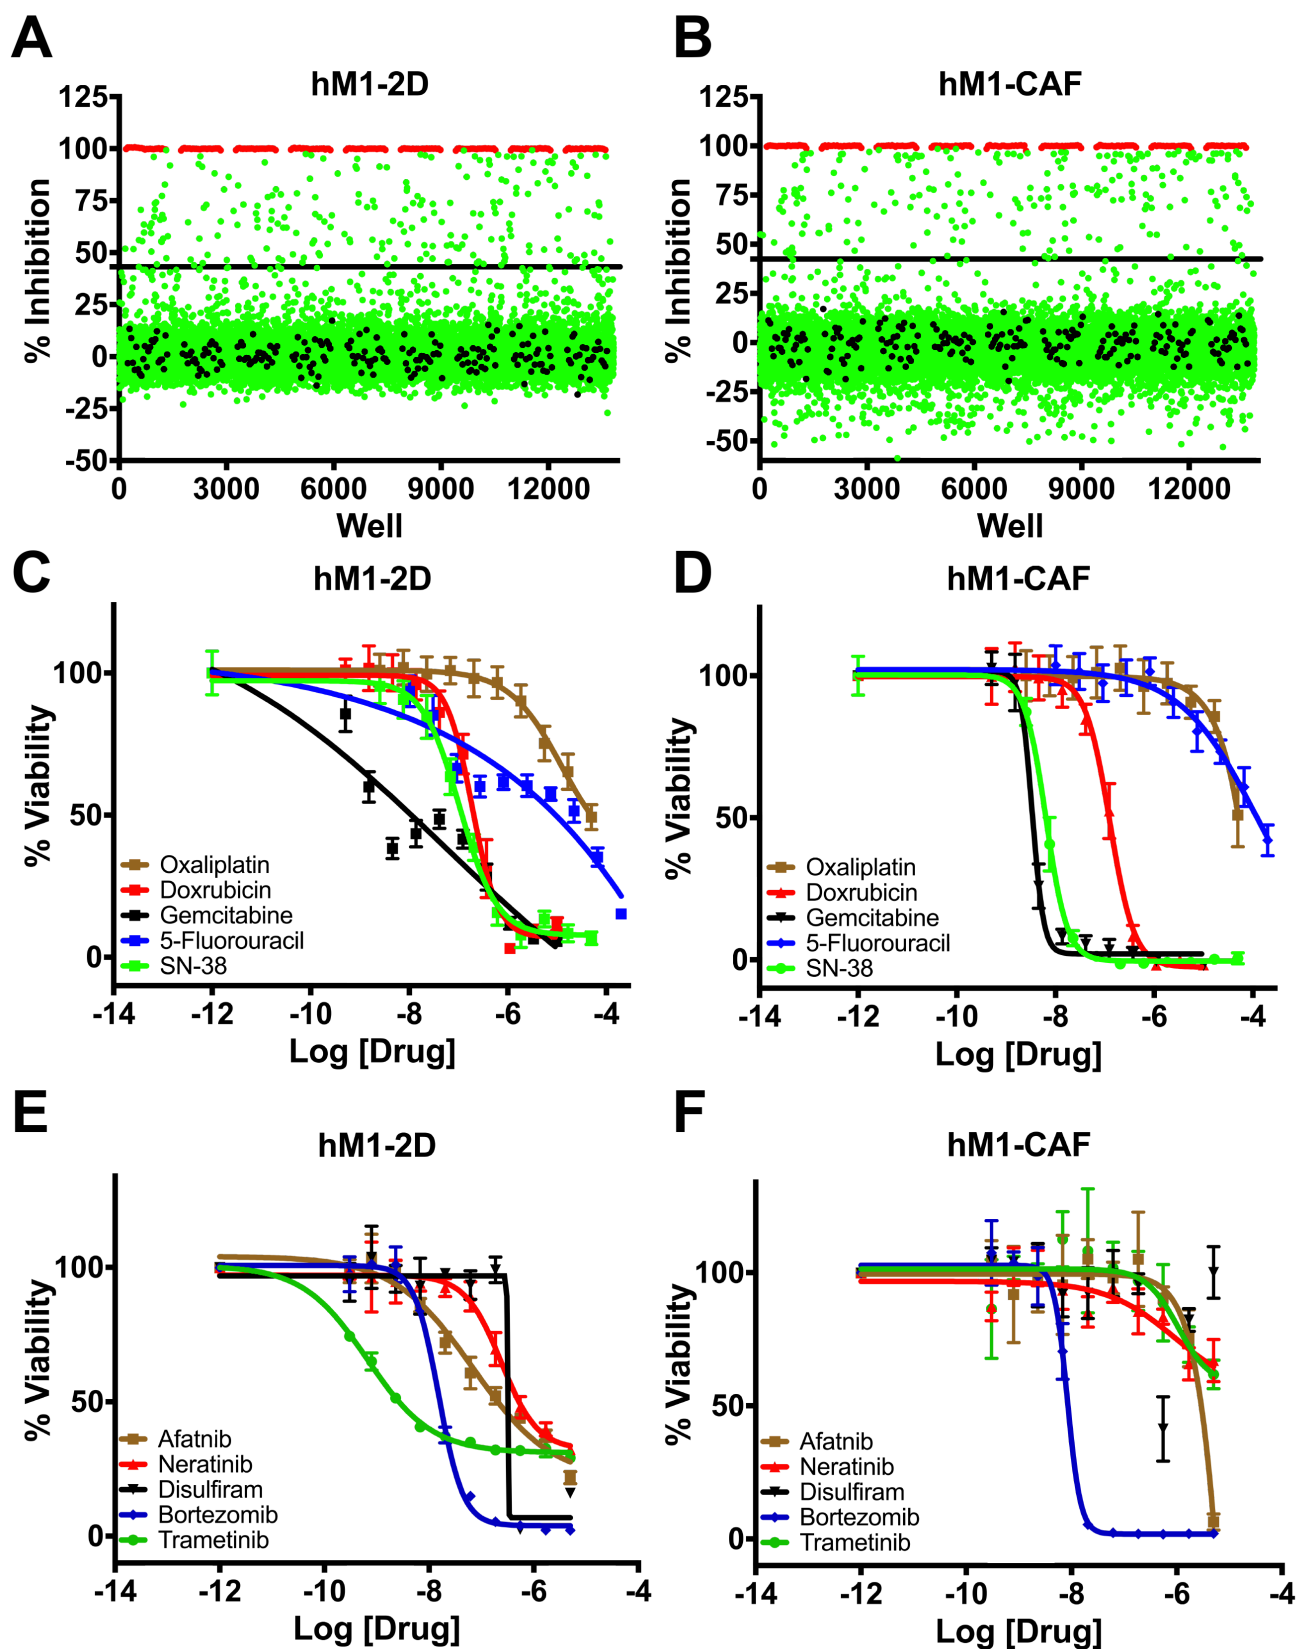 A
B
hM1-2D
hM1-CAF
125
100
75
50
25
0
-25
-50
% Inhibition
0 3000 6000 9000 12000
Well
125
100
75
50
25
0
-25
-50
% Inhibition
0 3000 6000 9000 12000
Well
C
hM1-2D
100
50
0
% Viability
Oxaliplatin
Doxrubicin
Gemcitabine
5-Fluorouracil
SN-38
-14 -12 -10 -8 -6 -4
Log [Drug]
D
hM1-CAF
100
50
0
% Viability
Oxaliplatin
Doxrubicin
Gemcitabine
5-Fluorouracil
SN-38
-14 -12 -10 -8 -6 -4
Log [Drug]
E
hM1-2D
100
50
0
% Viability
Afatnib
Neratinib
Disulfiram
Bortezomib
Trametinib
-14 -12 -10 -8 -6 -4
Log [Drug]
F
hM1-CAF
100
50
0
% Viability
Afatnib
Neratinib
Disulfiram
Bortezomib
Trametinib
-14 -12 -10 -8 -6 -4
Log [Drug]